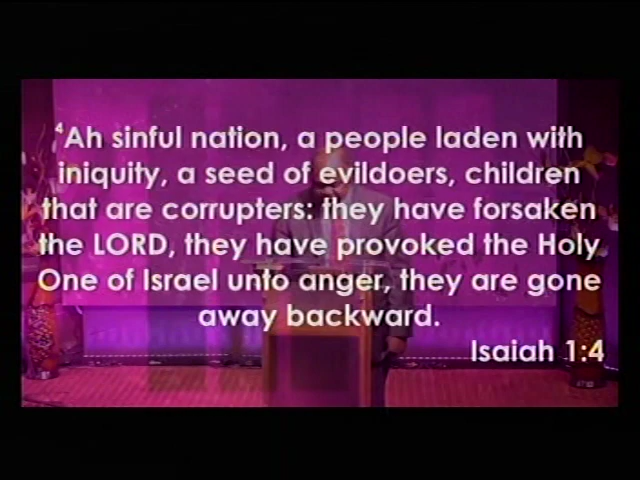 ⁴Ah sinful nation, a people laden with
iniquity, a seed of evildoers, children
that are corrupters: they have forsaken
the LORD, they have provoked the Holy
One of Israel unto anger, they are gone
away backward.
Isaiah 1:4